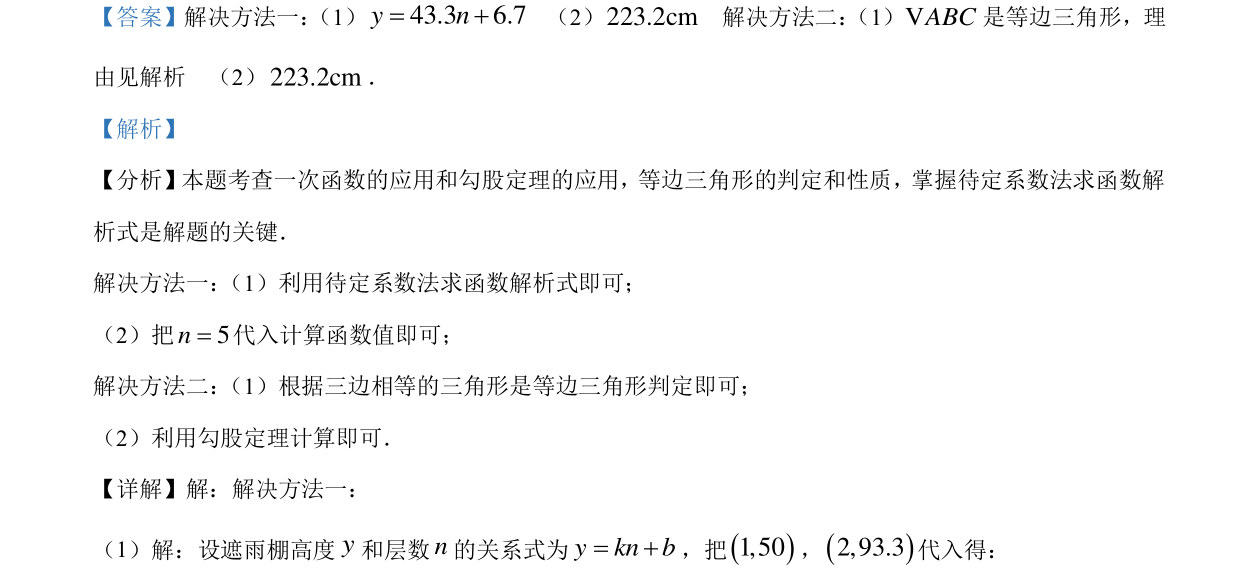 【答案】解决方法一：（1）y = 43.3n + 6.7 （2）223.2cm 解决方法二：（1）VABC 是等边三角形，理
由见解析 （2）223.2cm．
【解析】
【分析】本题考查一次函数的应用和勾股定理的应用，等边三角形的判定和性质，掌握待定系数法求函数解
析式是解题的关键．
解决方法一：（1）利用待定系数法求函数解析式即可；
（2）把 n = 5 代入计算函数值即可；
解决方法二：（1）根据三边相等的三角形是等边三角形判定即可；
（2）利用勾股定理计算即可．
【详解】解：解决方法一：
（1）解：设遮雨棚高度 y 和层数 n 的关系式为 y = kn + b，把 (1,50)，(2,93.3) 代入得：